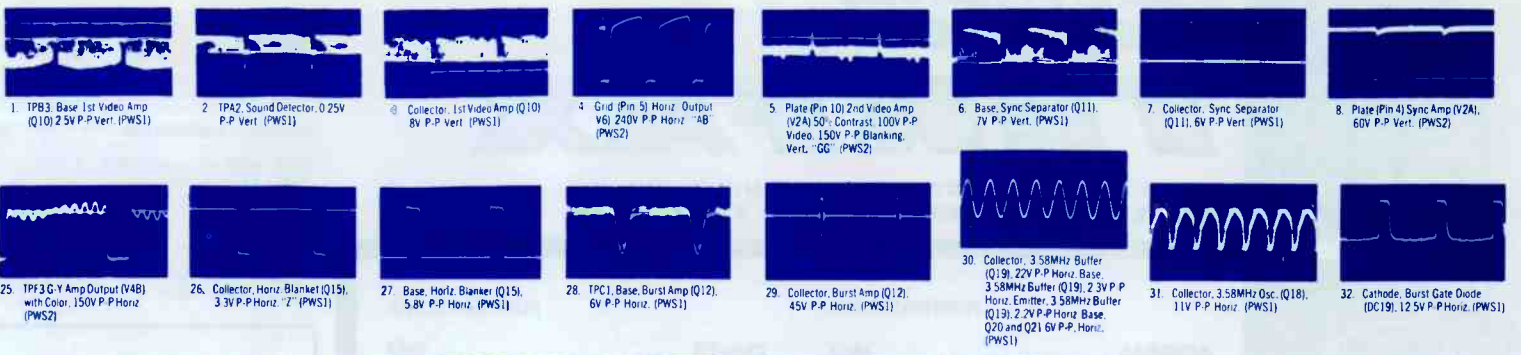 1. TPB3, Base 1st Video Amp
(Q10) 2 5V P-P Vert. (PWS1)
2 TPA2, Sound Detector, 0 25V
P-P Vert (PWS1)
3 Collector, 1st Video Amp (Q10)
8V P-P Vert (PWS1)
4 Grid (Pin 5) Horiz Output
V6) 240V P-P Horiz "AB"
(PWS2)
5. Plate (Pin 10) 2nd Video Amp
(V2A) 50% Contrast. 100V P-P
Video, 150V P-P Blanking,
Vert. "GG" (PWS2)
6. Base, Sync Separator (Q11),
7V P-P Vert. (PWS1)
7. Collector, Sync Separator
(Q11), 6V P-P Vert (PWS1)
8. Plate (Pin 4) Sync Amp (V2A),
60V P-P Vert. (PWS2)
25. TPF3 G-Y Amp Output (V4B)
with Color, 150V P-P Horiz
(PWS2)
26. Collector, Horiz. Blanket (Q15),
3 3V P-P Horiz. "Z" (PWS1)
27. Base, Horiz. Blanker (Q15),
5.8V P-P Horiz. (PWS1)
28. TPC1, Base, Burst Amp (Q12),
6V P-P Horiz. (PWS1)
29. Collector, Burst Amp (Q12),
45V P-P Horiz. (PWS1)
30. Collector, 3 58MHz Buffer
(Q19), 22V P-P Horiz. Base,
3 58MHz Buffer (Q19), 2 3V P-P
Horiz. Emitter, 3 58MHz Buffer
(Q19), 2.2V P-P Horiz Base,
Q20 and Q21 6V P-P, Horiz.
(PWS1)
31. Collector, 3.58MHz Osc. (Q18),
11V P-P Horiz. (PWS1)
32. Cathode, Burst Gate Diode
(DC19), 12 5V P-P Horiz. (PWS1)